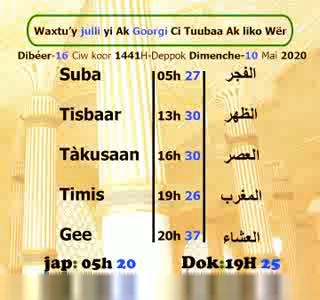 Waxtu’y julli yi Ak Goorgi Ci Tuubaa Ak liko Wër
Dibéer-16 Ciw koor 1441H-Deppok Dimenche-10 Mai 2020
Suba 05h 27 الفجر
Tisbaar 13h 30 الظهر
Tàkusaan 16h 30 العصر
Timis 19h 26 المغرب
Gee 20h 37 العشاء
jap: 05h 20 Dok:19H 25